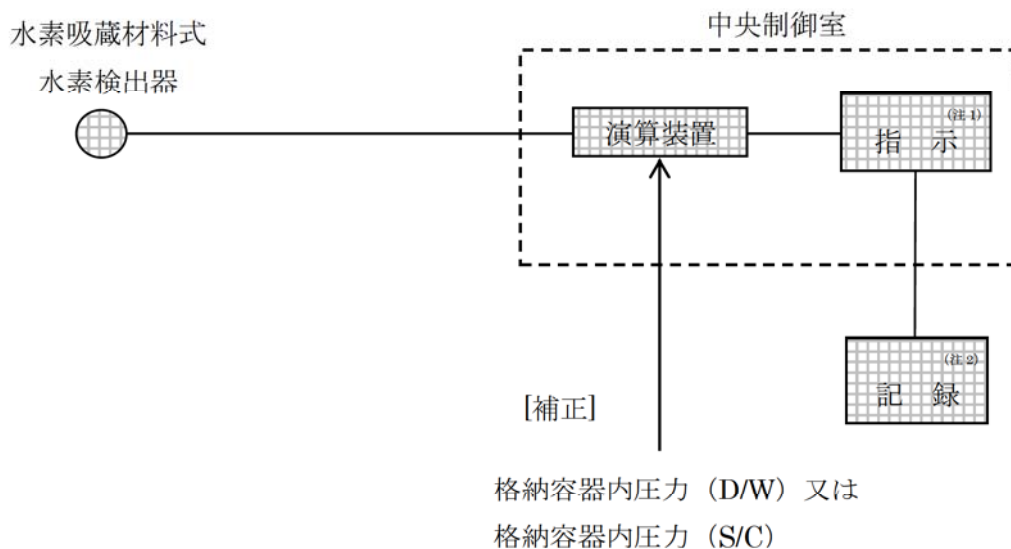 水素吸蔵材料式
水素検出器
中央制御室
演算装置
(注1)
指　示
(注2)
記　録
[補正]
格納容器内圧力（D/W）又は
格納容器内圧力（S/C）